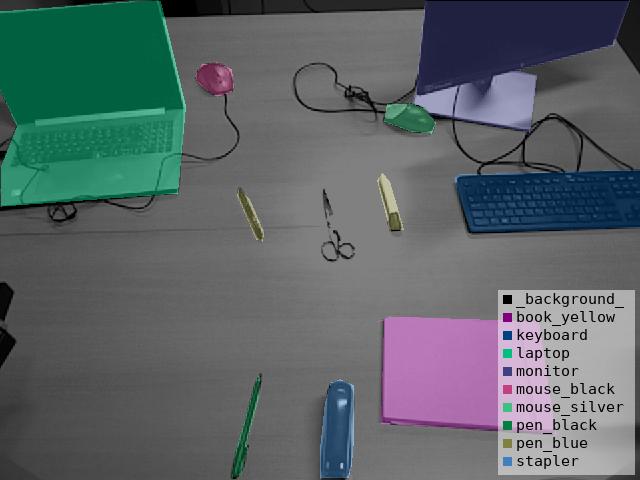 _background_
book_yellow
keyboard
laptop
monitor
mouse_black
mouse_silver
pen_black
pen_blue
stapler